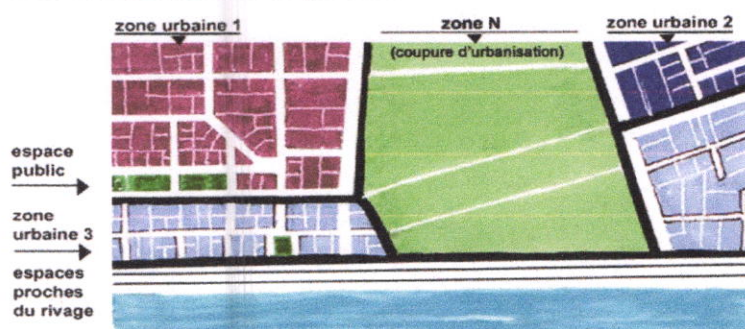 zone urbaine 1
zone N
zone urbaine 2
(coupure d'urbanisation)
espace
public
zone
urbaine 3
espaces
proches
du rivage